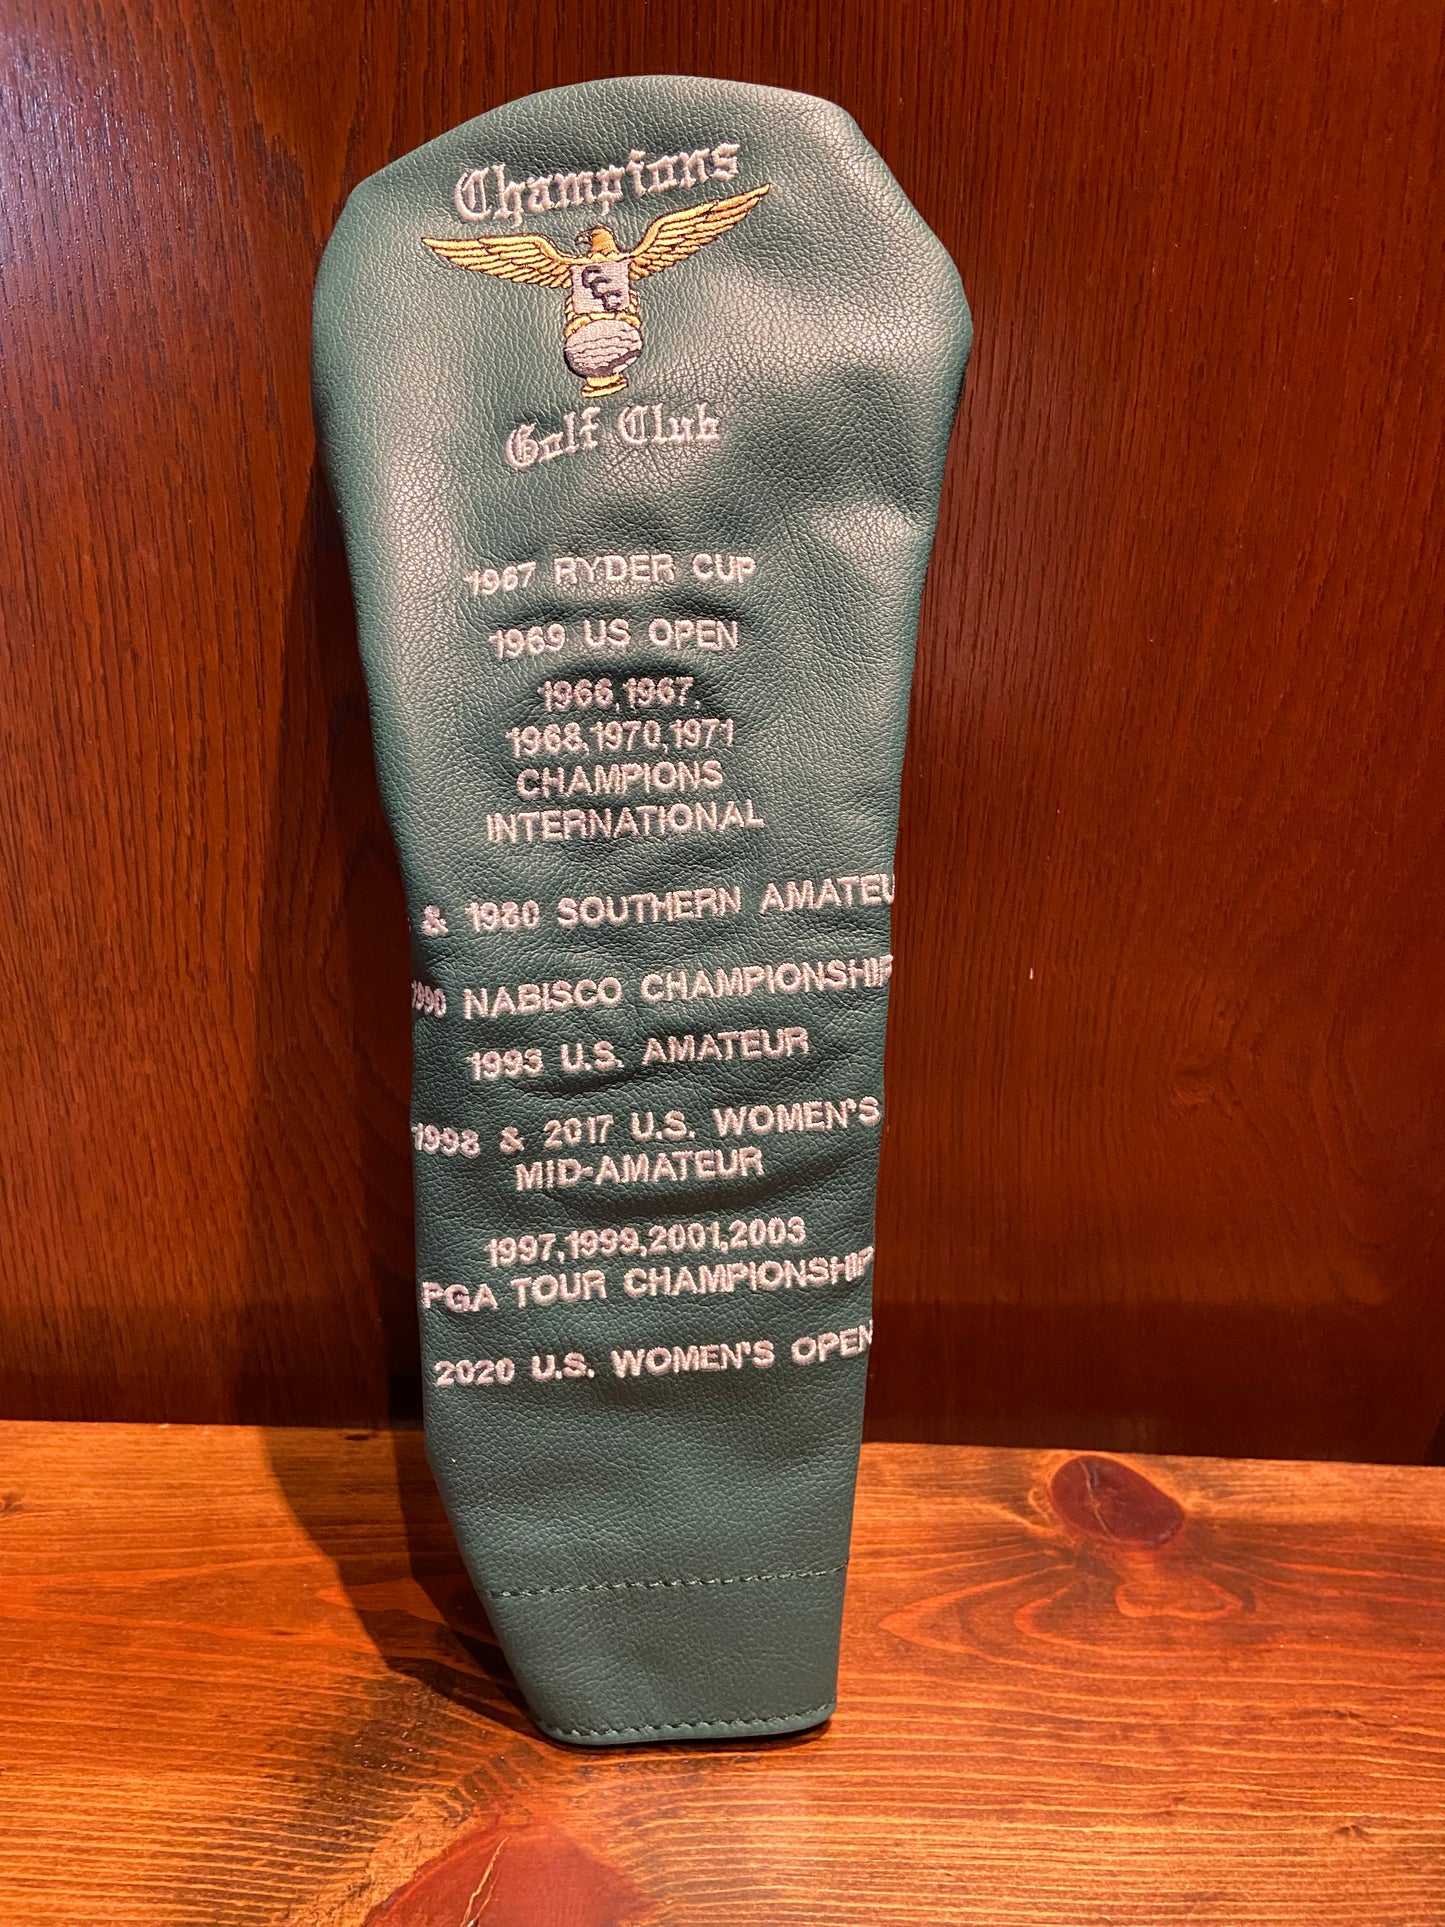 Champions
CGC
Golf Club
1967 RYDER CUP
1969 US OPEN
1966,1967,
1968,1970,1971
CHAMPIONS
INTERNATIONAL
& 1980 SOUTHERN AMATEU
1990 NABISCO CHAMPIONSHIP
1993 U.S. AMATEUR
1998 & 2017 U.S. WOMEN'S
MID-AMATEUR
1997,1999,2001,2003
PGA TOUR CHAMPIONSHIP
2020 U.S. WOMEN'S OPEN